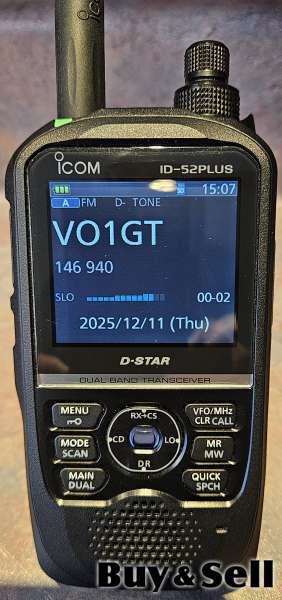 ICOM ID-52PLUS
15:07
A FM D- TONE
VO1GT
146 940
SLO 00-02
2025/12/11 (Thu)
D-STAR
DUAL BAND TRANSCEIVER
MENU RX→CS VFO/MHz
CLR CALL
MODE CD LO MR
SCAN MW
MAIN DR QUICK
DUAL SPCH
Buy & Sell